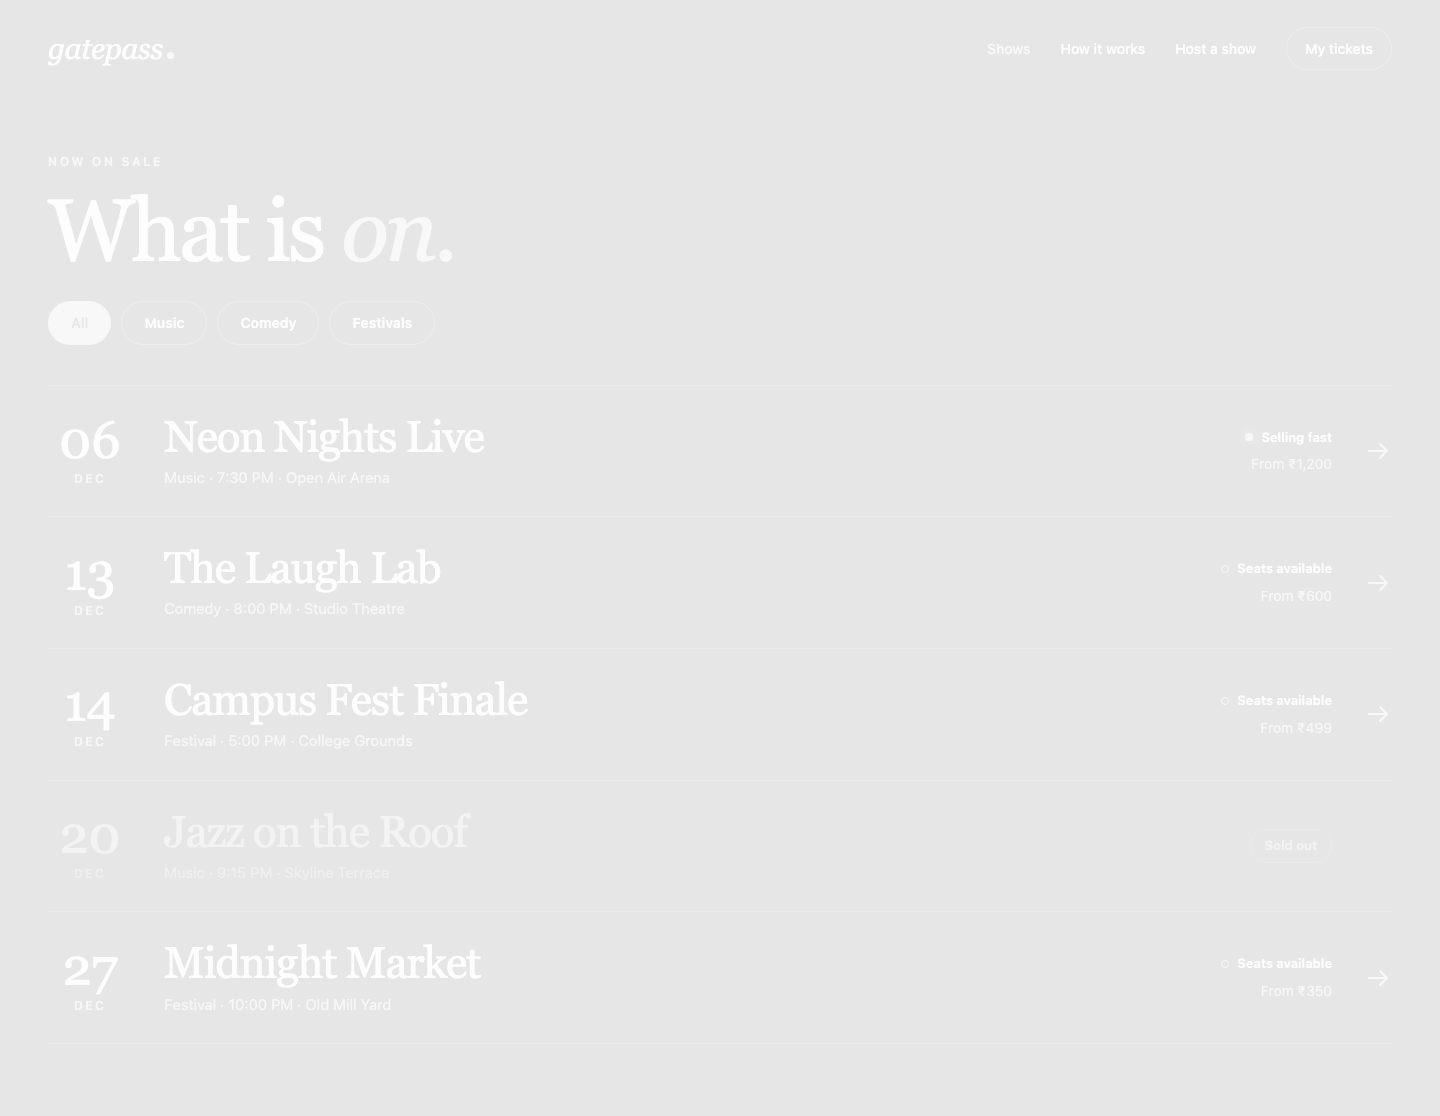 gatepass.
Shows How it works Host a show My tickets
NOW ON SALE
What is on.
All Music Comedy Festivals
06 DEC
Neon Nights Live
Music · 7:30 PM · Open Air Arena
Selling fast
From ₹1,200
→
13 DEC
The Laugh Lab
Comedy · 8:00 PM · Studio Theatre
Seats available
From ₹600
→
14 DEC
Campus Fest Finale
Festival · 5:00 PM · College Grounds
Seats available
From ₹499
→
20 DEC
Jazz on the Roof
Music · 9:15 PM · Skyline Terrace
Sold out
27 DEC
Midnight Market
Festival · 10:00 PM · Old Mill Yard
Seats available
From ₹350
→